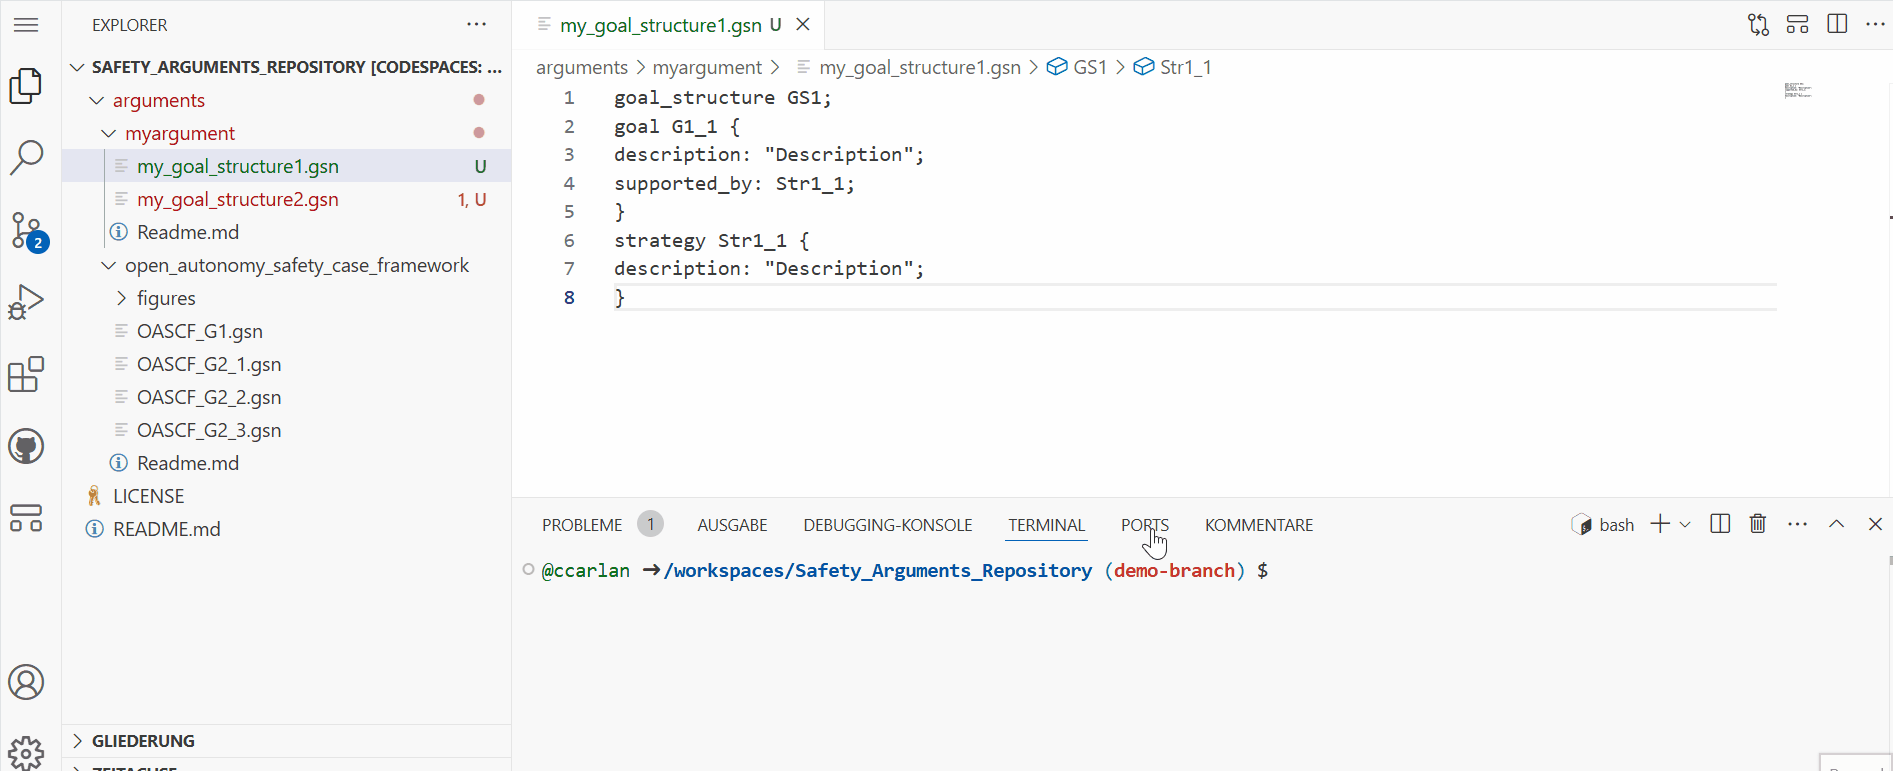 EXPLORER ···
SAFETY_ARGUMENTS_REPOSITORY [CODESPACES: ...
arguments
myargument
my_goal_structure1.gsn U
my_goal_structure2.gsn 1, U
Readme.md
open_autonomy_safety_case_framework
figures
OASCF_G1.gsn
OASCF_G2_1.gsn
OASCF_G2_2.gsn
OASCF_G2_3.gsn
Readme.md
LICENSE
README.md
GLIEDERUNG
ZEITACHSE
2
my_goal_structure1.gsn U
arguments > myargument > my_goal_structure1.gsn > GS1 > Str1_1
1 goal_structure GS1;
2 goal G1_1 {
3 description: "Description";
4 supported_by: Str1_1;
5 }
6 strategy Str1_1 {
7 description: "Description";
8 }
PROBLEME 1 AUSGABE DEBUGGING-KONSOLE TERMINAL PORTS KOMMENTARE bash
@ccarlan ➜/workspaces/Safety_Arguments_Repository (demo-branch) $